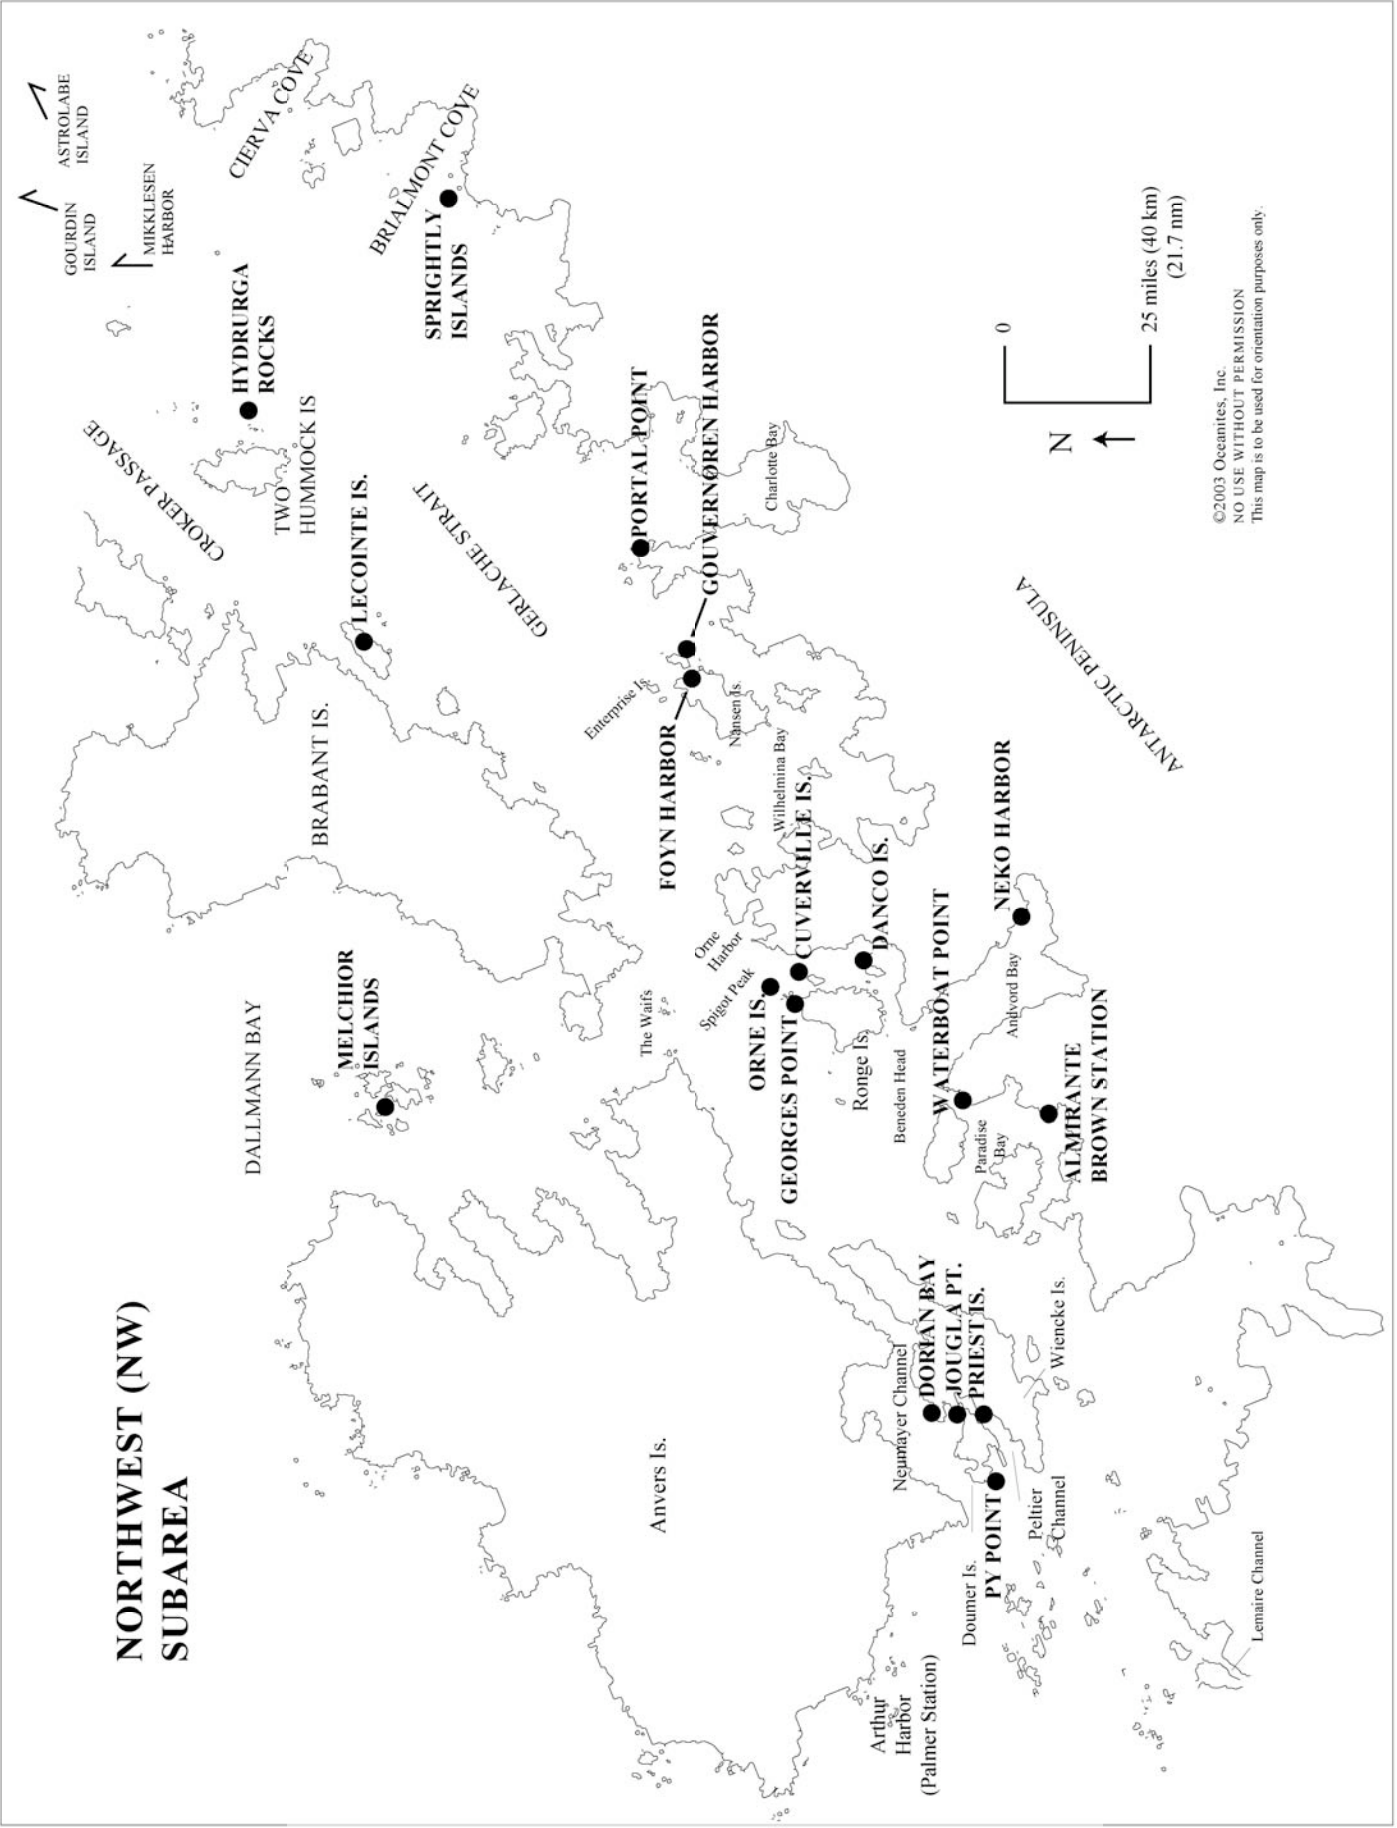 NORTHWEST (NW)
SUBAREA
GOURDIN
ISLAND
ASTROLABE
ISLAND
MIKKLESEN
HARBOR
CIERVA COVE
HYDRURGA
ROCKS
CROKER PASSAGE
TWO
HUMMOCK IS
BRIALMONT COVE
SPRIGHTLY
ISLANDS
LECOINTE IS.
GERLACHE STRAIT
BRABANT IS.
DALLMANN BAY
MELCHIOR
ISLANDS
PORTAL POINT
GOUVERNØREN HARBOR
Charlotte Bay
Enterprise Is.
Nansen Is.
FOYN HARBOR
Wilhelmina Bay
The Waifs
Orne
Harbor
Spigot Peak
CUVERVILLE IS.
ORNE IS.
GEORGES POINT
DANCO IS.
Ronge Is.
Beneden Head
WATERBOAT POINT
NEKO HARBOR
Andvord Bay
Paradise
Bay
ALMIRANTE
BROWN STATION
Anvers Is.
Neumayer Channel
DORIAN BAY
JOUGLA PT.
PRIEST IS.
Wiencke Is.
PY POINT
Peltier
Channel
Doumer Is.
Arthur
Harbor
(Palmer Station)
Lemaire Channel
ANTARCTIC PENINSULA
N
0
25 miles (40 km)
(21.7 nm)
©2003 Oceanites, Inc.
NO USE WITHOUT PERMISSION
This map is to be used for orientation purposes only.